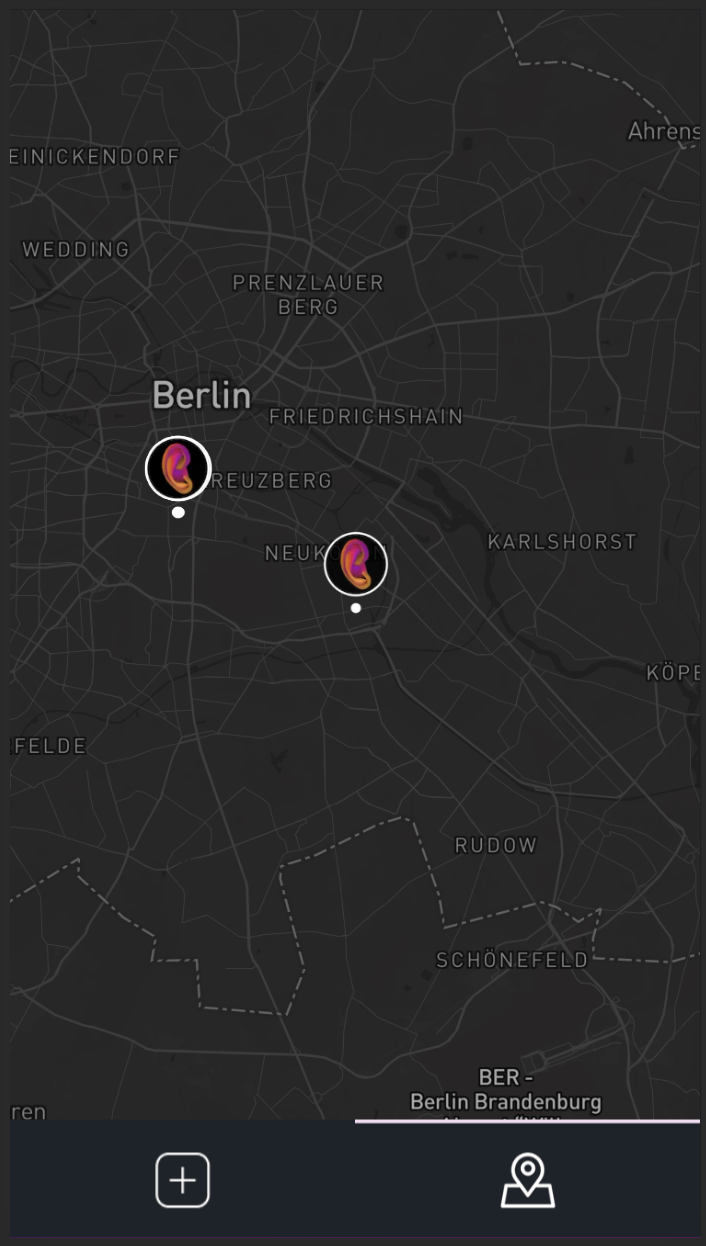 Ahrens
EINICKENDORF
WEDDING
PRENZLAUER
BERG
Berlin
FRIEDRICHSHAIN
REUZBERG
KARLSHORST
NEUK
KÖPE
FELDE
RUDOW
SCHÖNEFELD
BER -
Berlin Brandenburg
ren